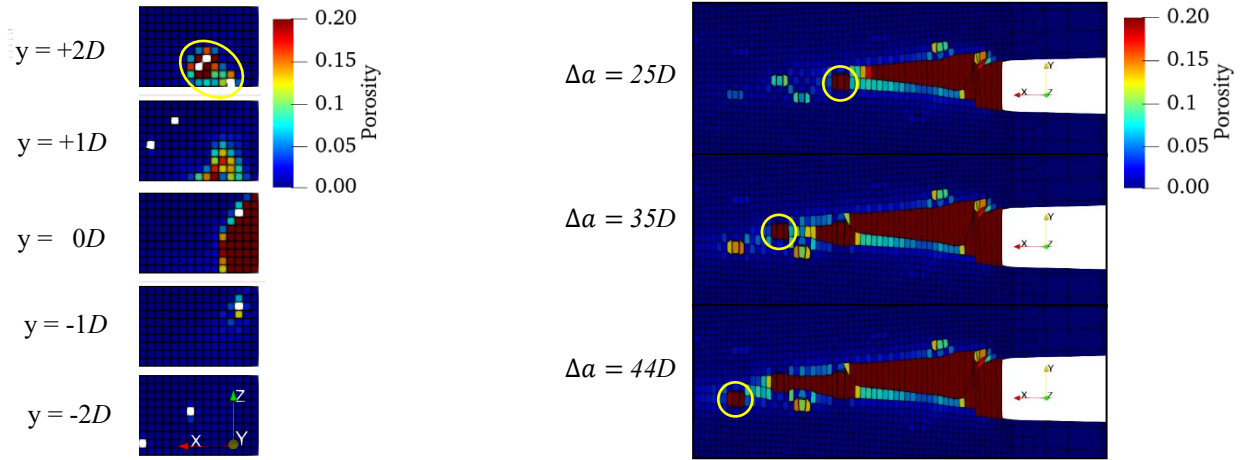 y = +2D
y = +1D
y = 0D
y = -1D
y = -2D
Z
X
Y
0.20
0.15
0.10
0.05
0.00
Porosity
Δa = 25D
Δa = 35D
Δa = 44D
Y
X
Z
Y
X
Z
Y
X
Z
0.20
0.15
0.1
0.05
0.00
Porosity